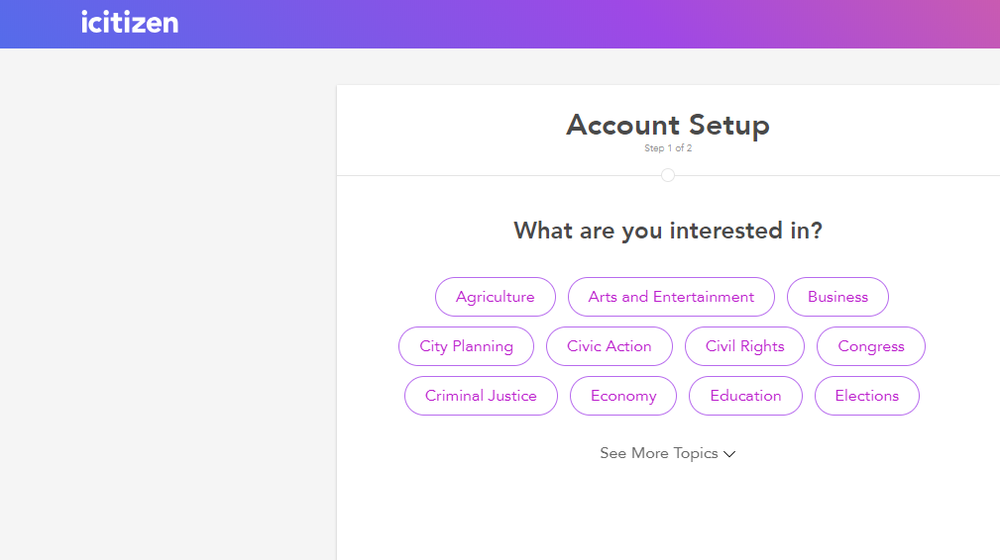 icitizen
Account Setup
Step 1 of 2
What are you interested in?
Agriculture Arts and Entertainment Business
City Planning Civic Action Civil Rights Congress
Criminal Justice Economy Education Elections
See More Topics